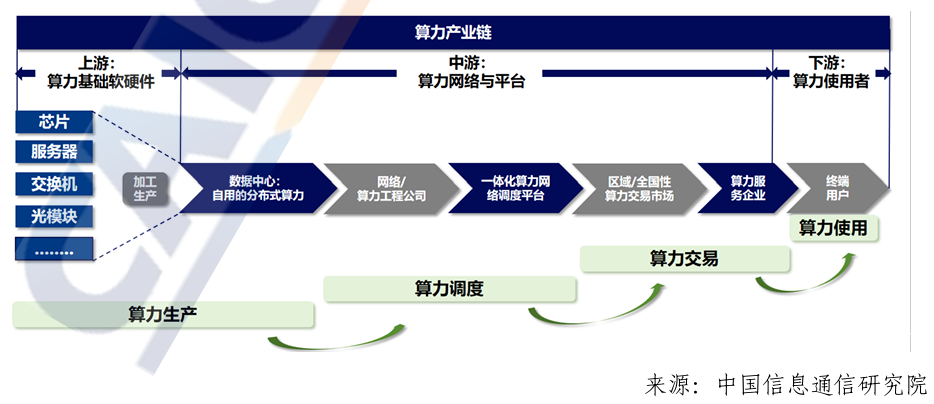 算力产业链
上游：
算力基础软硬件
中游：
算力网络与平台
下游：
算力使用者
芯片
服务器
交换机
光模块
........
加工
生产
数据中心：
自用的分布式算力
网络/
算力工程公司
一体化算力网
络调度平台
区域/全国性
算力交易市场
算力服
务企业
终端
用户
算力使用
算力交易
算力调度
算力生产
来源：中国信息通信研究院
CAIC